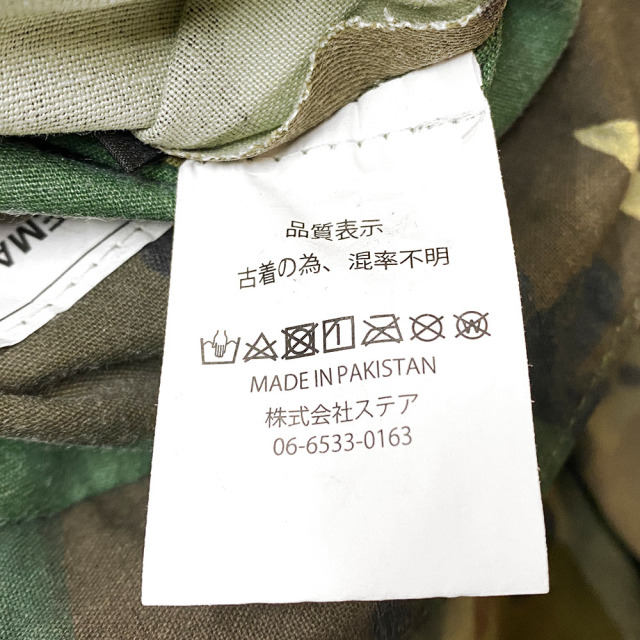 品質表示
古着の為、混率不明
MADE IN PAKISTAN
株式会社ステア
06-6533-0163
EMA